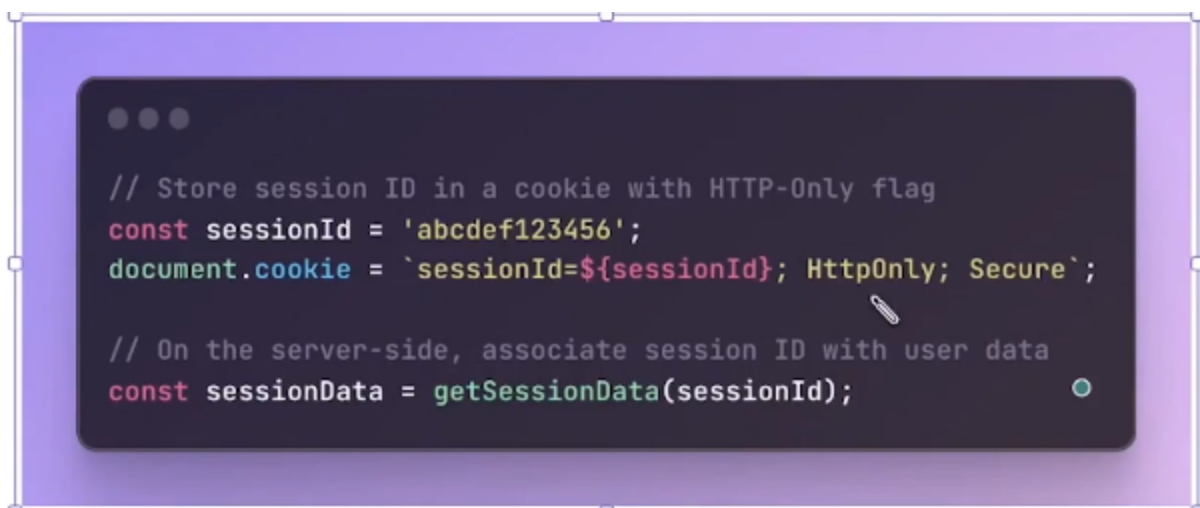 // Store session ID in a cookie with HTTP-Only flag
const sessionId = 'abcdef123456';
document.cookie = `sessionId=${sessionId}; HttpOnly; Secure`;
// On the server-side, associate session ID with user data
const sessionData = getSessionData(sessionId);